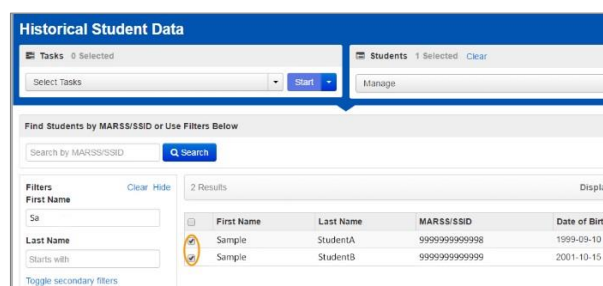 Historical Student Data
Tasks 0 Selected
Students 1 Selected Clear
Select Tasks
Start
Manage
Find Students by MARSS/SSID or Use Filters Below
Search by MARSS/SSID
Search
Filters Clear Hide
2 Results
Displa
First Name
Sa
First Name Last Name MARSS/SSID Date of Birt
Last Name
Sample StudentA 9999999999998 1999-09-10
Starts with
Sample StudentB 9999999999999 2001-10-15
Toggle secondary filters